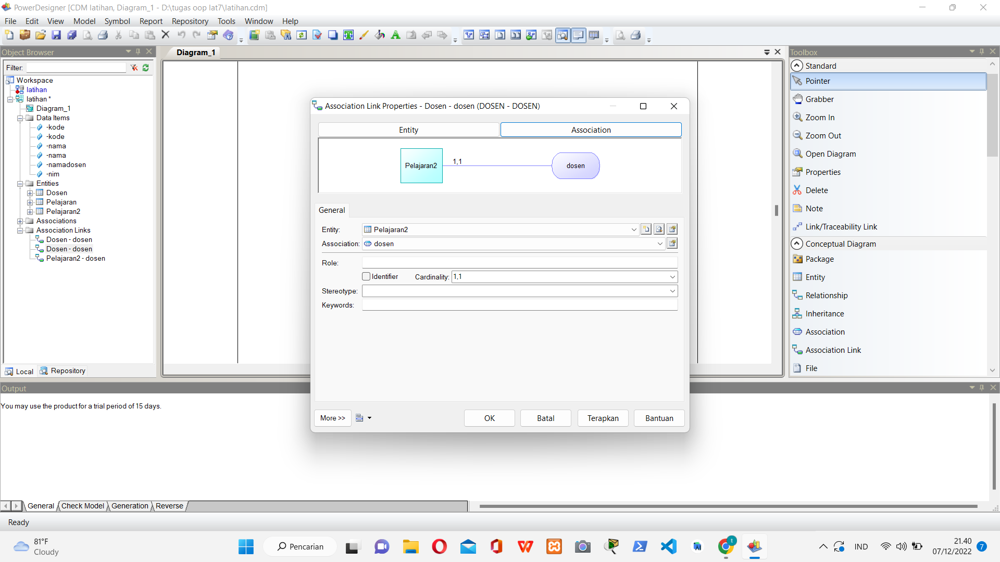 PowerDesigner [CDM latihan, Diagram_1 - D:\tugas oop lat7\latihan.cdm]
File Edit View Model Symbol Report Repository Tools Window Help
Object Browser
Filter:
Workspace
latihan
latihan *
Diagram_1
Data Items
-kode
-kode
-nama
-nama
-namadosen
-nim
Entities
Dosen
Pelajaran
Pelajaran2
Associations
Association Links
Dosen - dosen
Dosen - dosen
Pelajaran2 - dosen
Local Repository
Diagram_1
Association Link Properties - Dosen - dosen (DOSEN - DOSEN)
Entity Association
Pelajaran2 1,1 dosen
General
Entity: Pelajaran2
Association: dosen
Role:
Identifier Cardinality: 1,1
Stereotype:
Keywords:
More >> OK Batal Terapkan Bantuan
Toolbox
Standard
Pointer
Grabber
Zoom In
Zoom Out
Open Diagram
Properties
Delete
Note
Link/Traceability Link
Conceptual Diagram
Package
Entity
Relationship
Inheritance
Association
Association Link
File
Output
You may use the product for a trial period of 15 days.
General Check Model Generation Reverse
Ready
81°F
Cloudy
Pencarian
t
IND
21.40
07/12/2022
7